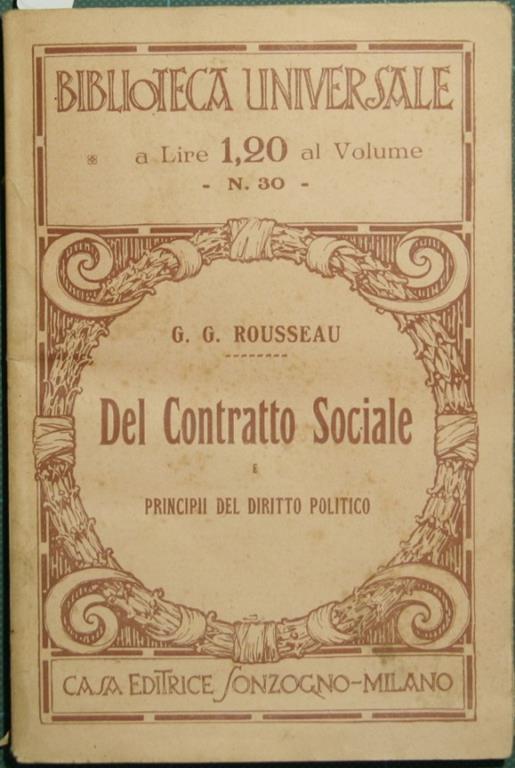 BIBLIOTECA UNIVERSALE
a Lire 1,20 al Volume
- N. 30 -
G. G. ROUSSEAU
Del Contratto Sociale
E
PRINCIPII DEL DIRITTO POLITICO
CASA EDITRICE SONZOGNO-MILANO